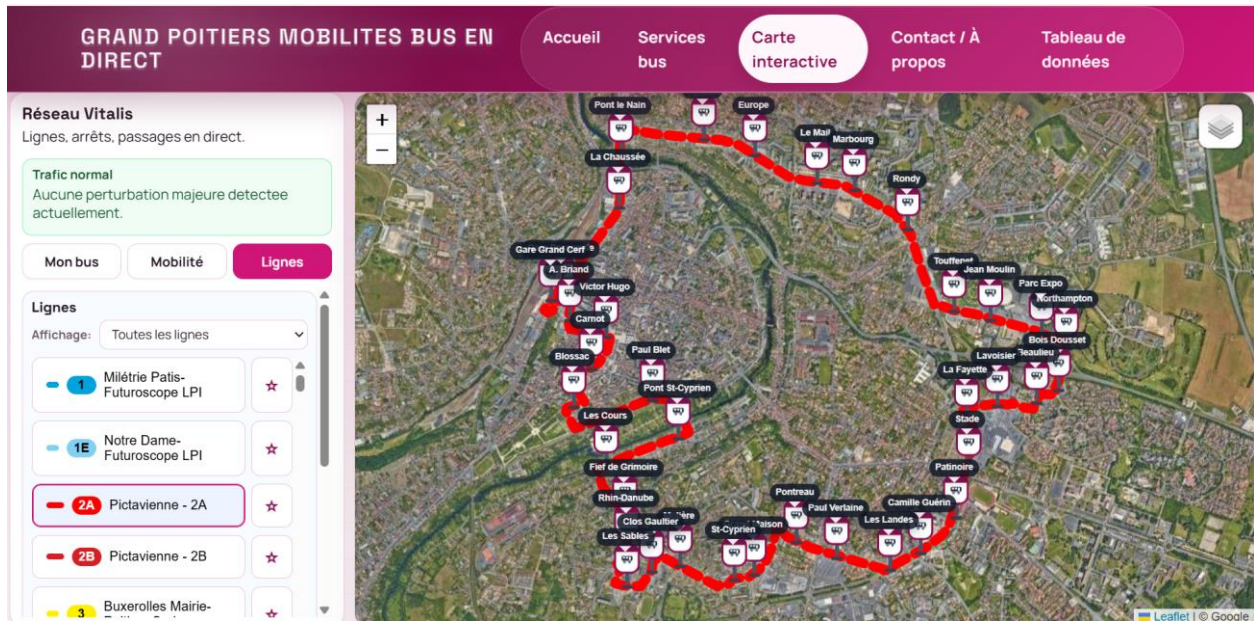 GRAND POITIERS MOBILITES BUS EN
DIRECT
Accueil
Services
bus
Carte
interactive
Contact / À
propos
Tableau de
données
Réseau Vitalis
Lignes, arrêts, passages en direct.
Trafic normal
Aucune perturbation majeure detectee
actuellement.
Mon bus
Mobilité
Lignes
Lignes
Affichage:
Toutes les lignes
1
Milétrie Patis-
Futuroscope LPI
1E
Notre Dame-
Futuroscope LPI
2A
Pictavienne - 2A
2B
Pictavienne - 2B
3
Buxerolles Mairie-
+
−
Pont le Nain
Europe
Le Mail
Marbourg
La Chaussée
Rondy
Gare Grand Cerf
A. Briand
Victor Hugo
Carnot
Blossac
Paul Blet
Pont St-Cyprien
Les Cours
Jean Moulin
Parc Expo
Northampton
Bois Dousset
Beaulieu
Lavoisier
La Fayette
Stade
Patinoire
Fief de Grimoire
Rhin-Danube
Clos Gaultier
Les Sables
St-Cyprien
Maison
Pontreau
Paul Verlaine
Les Landes
Camille Guérin
Leaflet | © Google